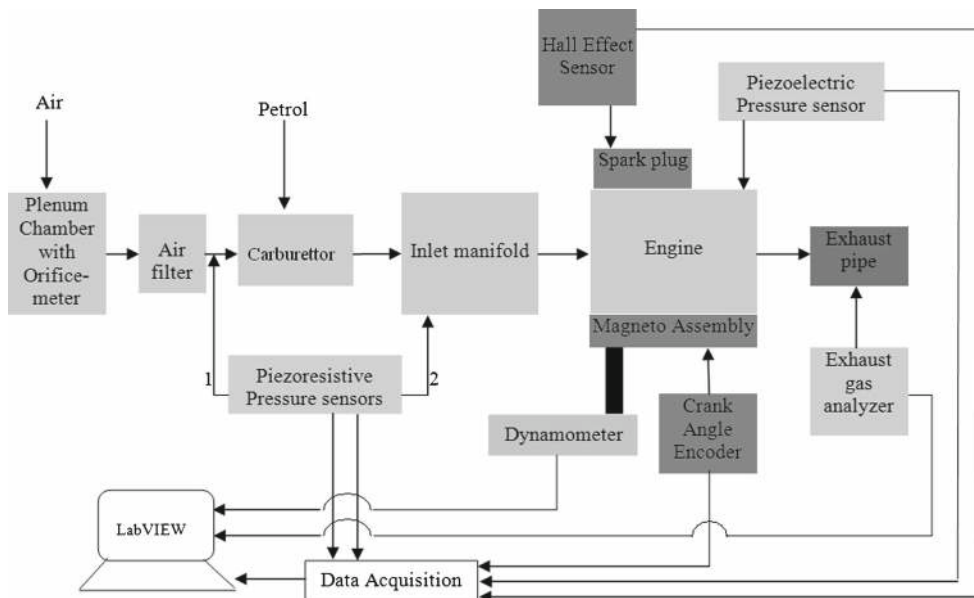 Hall Effect
Sensor
Piezoelectric
Pressure sensor
Air
Petrol
Spark plug
Plenum
Chamber
with
Orifice-
meter
Air
filter
Carburettor
Inlet manifold
Engine
Exhaust
pipe
Magneto Assembly
1
Piezoresistive
Pressure sensors
2
Exhaust
gas
analyzer
Dynamometer
Crank
Angle
Encoder
LabVIEW
Data Acquisition